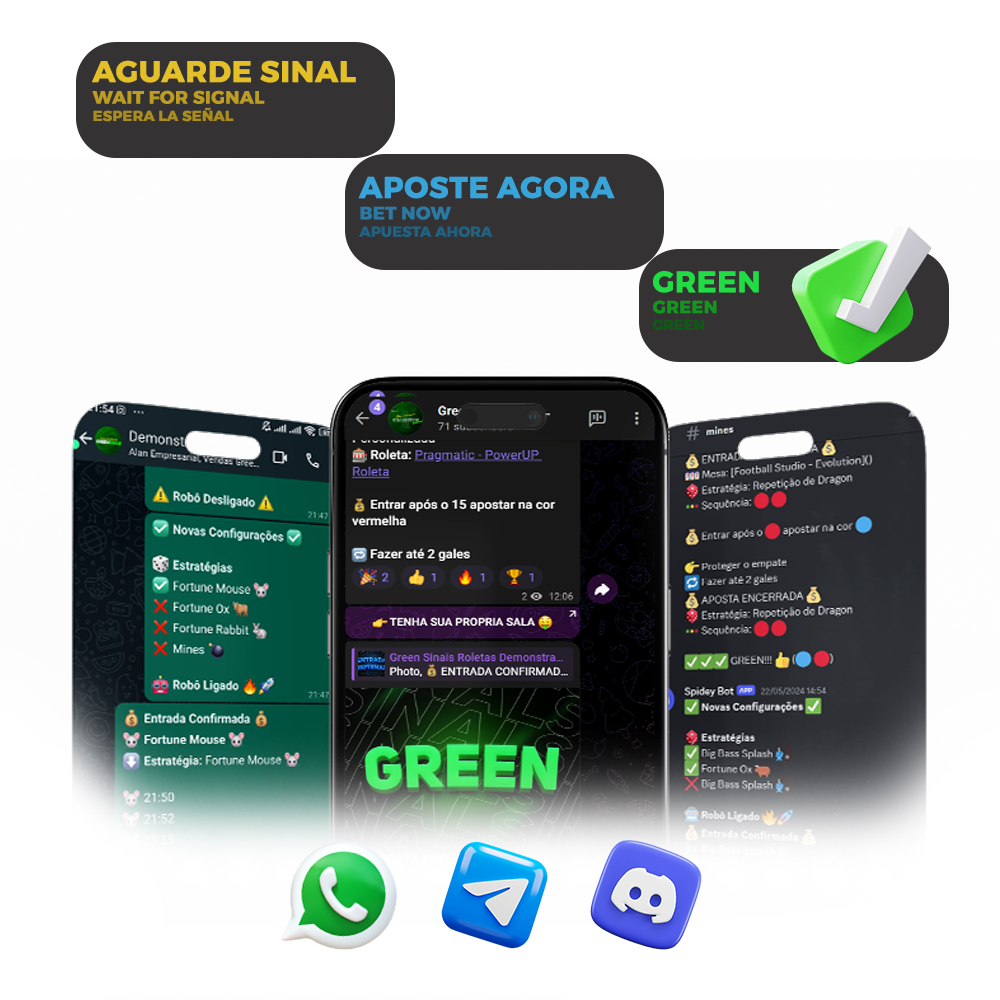 AGUARDE SINAL
WAIT FOR SIGNAL
ESPERA LA SEÑAL
APOSTE AGORA
BET NOW
APUESTA AHORA
GREEN
GREEN
GREEN
1:54
Demonst
Alan Empresarial, Vendas Gree...
⚠️ Robô Desligado ⚠️
21:47
✅ Novas Configurações ✅
🎲 Estratégias
✅ Fortune Mouse 🐭
❌ Fortune Ox 🐂
❌ Fortune Rabbit 🐇
❌ Mines 💣
🤖 Robô Ligado 🔥🚀
21:47
💰 Entrada Confirmada 💰
🐭 Fortune Mouse 🐭
⬇️ Estratégia: Fortune Mouse 🐭
21:50
21:52
4
Gre
Personalizada
🎰 Roleta: Pragmatic - PowerUP
Roleta
💰 Entrar após o 15 apostar na cor
vermelha
🔁 Fazer até 2 gales
🎉 2 👍 1 🔥 1 🏆 1
2 12:06
👉 TENHA SUA PROPRIA SALA 🤑
Green Sinais Roletas Demonstra...
Photo, 💰 ENTRADA CONFIRMAD...
GREEN
# mines
💰 ENTRAD
Mesa: [Football Studio - Evolution]()
Estratégia: Repetição de Dragon
Sequência: 🔴🔴
💰 Entrar após o 🔴 apostar na cor 🔵
👉 Proteger o empate
🔁 Fazer até 2 gales
💰 APOSTA ENCERRADA 💰
Estratégia: Repetição de Dragon
Sequência: 🔴🔴
✅✅✅ GREEN!!! 👍 (🔵🔴)
Spidey Bot APP 22/05/2024 14:54
✅ Novas Configurações ✅
Estratégias
✅ Big Bass Splash
✅ Fortune Ox 🐂
❌ Big Bass Splash
🤖 Robô Ligado 🔥🚀
💰 Entrada Confirmada 💰